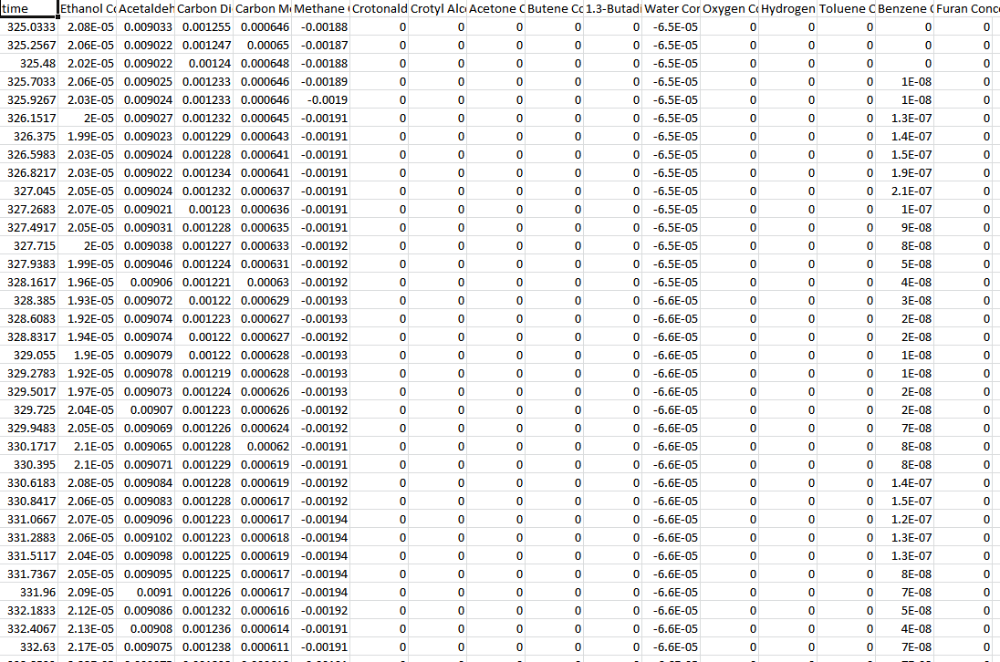 time Ethanol Co Acetaldeh Carbon Di Carbon Mo Methane Crotonald Crotyl Alco Acetone C Butene Co 1.3-Butadi Water Con Oxygen Co Hydrogen Toluene C Benzene C Furan Conce
325.0333 2.08E-05 0.009033 0.001255 0.000646 -0.00188 0 0 0 0 0 -6.5E-05 0 0 0 0 0
325.2567 2.06E-05 0.009022 0.001247 0.00065 -0.00187 0 0 0 0 0 -6.5E-05 0 0 0 0 0
325.48 2.02E-05 0.009022 0.00124 0.000648 -0.00188 0 0 0 0 0 -6.5E-05 0 0 0 0 0
325.7033 2.06E-05 0.009025 0.001233 0.000646 -0.00189 0 0 0 0 0 -6.5E-05 0 0 0 1E-08 0
325.9267 2.03E-05 0.009024 0.001233 0.000646 -0.0019 0 0 0 0 0 -6.5E-05 0 0 0 1E-08 0
326.1517 2E-05 0.009027 0.001232 0.000645 -0.00191 0 0 0 0 0 -6.5E-05 0 0 0 1.3E-07 0
326.375 1.99E-05 0.009023 0.001229 0.000643 -0.00191 0 0 0 0 0 -6.5E-05 0 0 0 1.4E-07 0
326.5983 2.03E-05 0.009024 0.001228 0.000641 -0.00191 0 0 0 0 0 -6.5E-05 0 0 0 1.5E-07 0
326.8217 2.03E-05 0.009022 0.001234 0.000641 -0.00191 0 0 0 0 0 -6.5E-05 0 0 0 1.9E-07 0
327.045 2.05E-05 0.009024 0.001232 0.000637 -0.00191 0 0 0 0 0 -6.5E-05 0 0 0 2.1E-07 0
327.2683 2.07E-05 0.009021 0.00123 0.000636 -0.00191 0 0 0 0 0 -6.5E-05 0 0 0 1E-07 0
327.4917 2.05E-05 0.009031 0.001228 0.000635 -0.00191 0 0 0 0 0 -6.5E-05 0 0 0 9E-08 0
327.715 2E-05 0.009038 0.001227 0.000633 -0.00192 0 0 0 0 0 -6.5E-05 0 0 0 8E-08 0
327.9383 1.99E-05 0.009046 0.001224 0.000631 -0.00192 0 0 0 0 0 -6.5E-05 0 0 0 5E-08 0
328.1617 1.96E-05 0.00906 0.001221 0.00063 -0.00192 0 0 0 0 0 -6.5E-05 0 0 0 4E-08 0
328.385 1.93E-05 0.009072 0.00122 0.000629 -0.00193 0 0 0 0 0 -6.6E-05 0 0 0 3E-08 0
328.6083 1.92E-05 0.009074 0.001223 0.000627 -0.00193 0 0 0 0 0 -6.6E-05 0 0 0 2E-08 0
328.8317 1.94E-05 0.009074 0.00122 0.000627 -0.00192 0 0 0 0 0 -6.6E-05 0 0 0 2E-08 0
329.055 1.9E-05 0.009079 0.00122 0.000628 -0.00193 0 0 0 0 0 -6.6E-05 0 0 0 1E-08 0
329.2783 1.92E-05 0.009078 0.001219 0.000628 -0.00193 0 0 0 0 0 -6.6E-05 0 0 0 1E-08 0
329.5017 1.97E-05 0.009073 0.001224 0.000626 -0.00192 0 0 0 0 0 -6.6E-05 0 0 0 2E-08 0
329.725 2.04E-05 0.00907 0.001223 0.000626 -0.00192 0 0 0 0 0 -6.6E-05 0 0 0 2E-08 0
329.9483 2.05E-05 0.009069 0.001226 0.000624 -0.00192 0 0 0 0 0 -6.6E-05 0 0 0 7E-08 0
330.1717 2.1E-05 0.009065 0.001228 0.00062 -0.00191 0 0 0 0 0 -6.6E-05 0 0 0 8E-08 0
330.395 2.1E-05 0.009071 0.001229 0.000619 -0.00191 0 0 0 0 0 -6.6E-05 0 0 0 8E-08 0
330.6183 2.08E-05 0.009084 0.001228 0.000619 -0.00192 0 0 0 0 0 -6.6E-05 0 0 0 1.4E-07 0
330.8417 2.06E-05 0.009083 0.001228 0.000617 -0.00192 0 0 0 0 0 -6.6E-05 0 0 0 1.5E-07 0
331.0667 2.07E-05 0.009096 0.001223 0.000617 -0.00194 0 0 0 0 0 -6.6E-05 0 0 0 1.2E-07 0
331.2883 2.06E-05 0.009102 0.001223 0.000618 -0.00194 0 0 0 0 0 -6.6E-05 0 0 0 1.3E-07 0
331.5117 2.04E-05 0.009098 0.001225 0.000619 -0.00194 0 0 0 0 0 -6.6E-05 0 0 0 1.3E-07 0
331.7367 2.05E-05 0.009095 0.001225 0.000617 -0.00194 0 0 0 0 0 -6.6E-05 0 0 0 8E-08 0
331.96 2.09E-05 0.0091 0.001226 0.000617 -0.00194 0 0 0 0 0 -6.6E-05 0 0 0 7E-08 0
332.1833 2.12E-05 0.009086 0.001232 0.000616 -0.00192 0 0 0 0 0 -6.6E-05 0 0 0 5E-08 0
332.4067 2.13E-05 0.00908 0.001236 0.000614 -0.00191 0 0 0 0 0 -6.6E-05 0 0 0 4E-08 0
332.63 2.17E-05 0.009075 0.001238 0.000611 -0.00191 0 0 0 0 0 -6.6E-05 0 0 0 7E-08 0